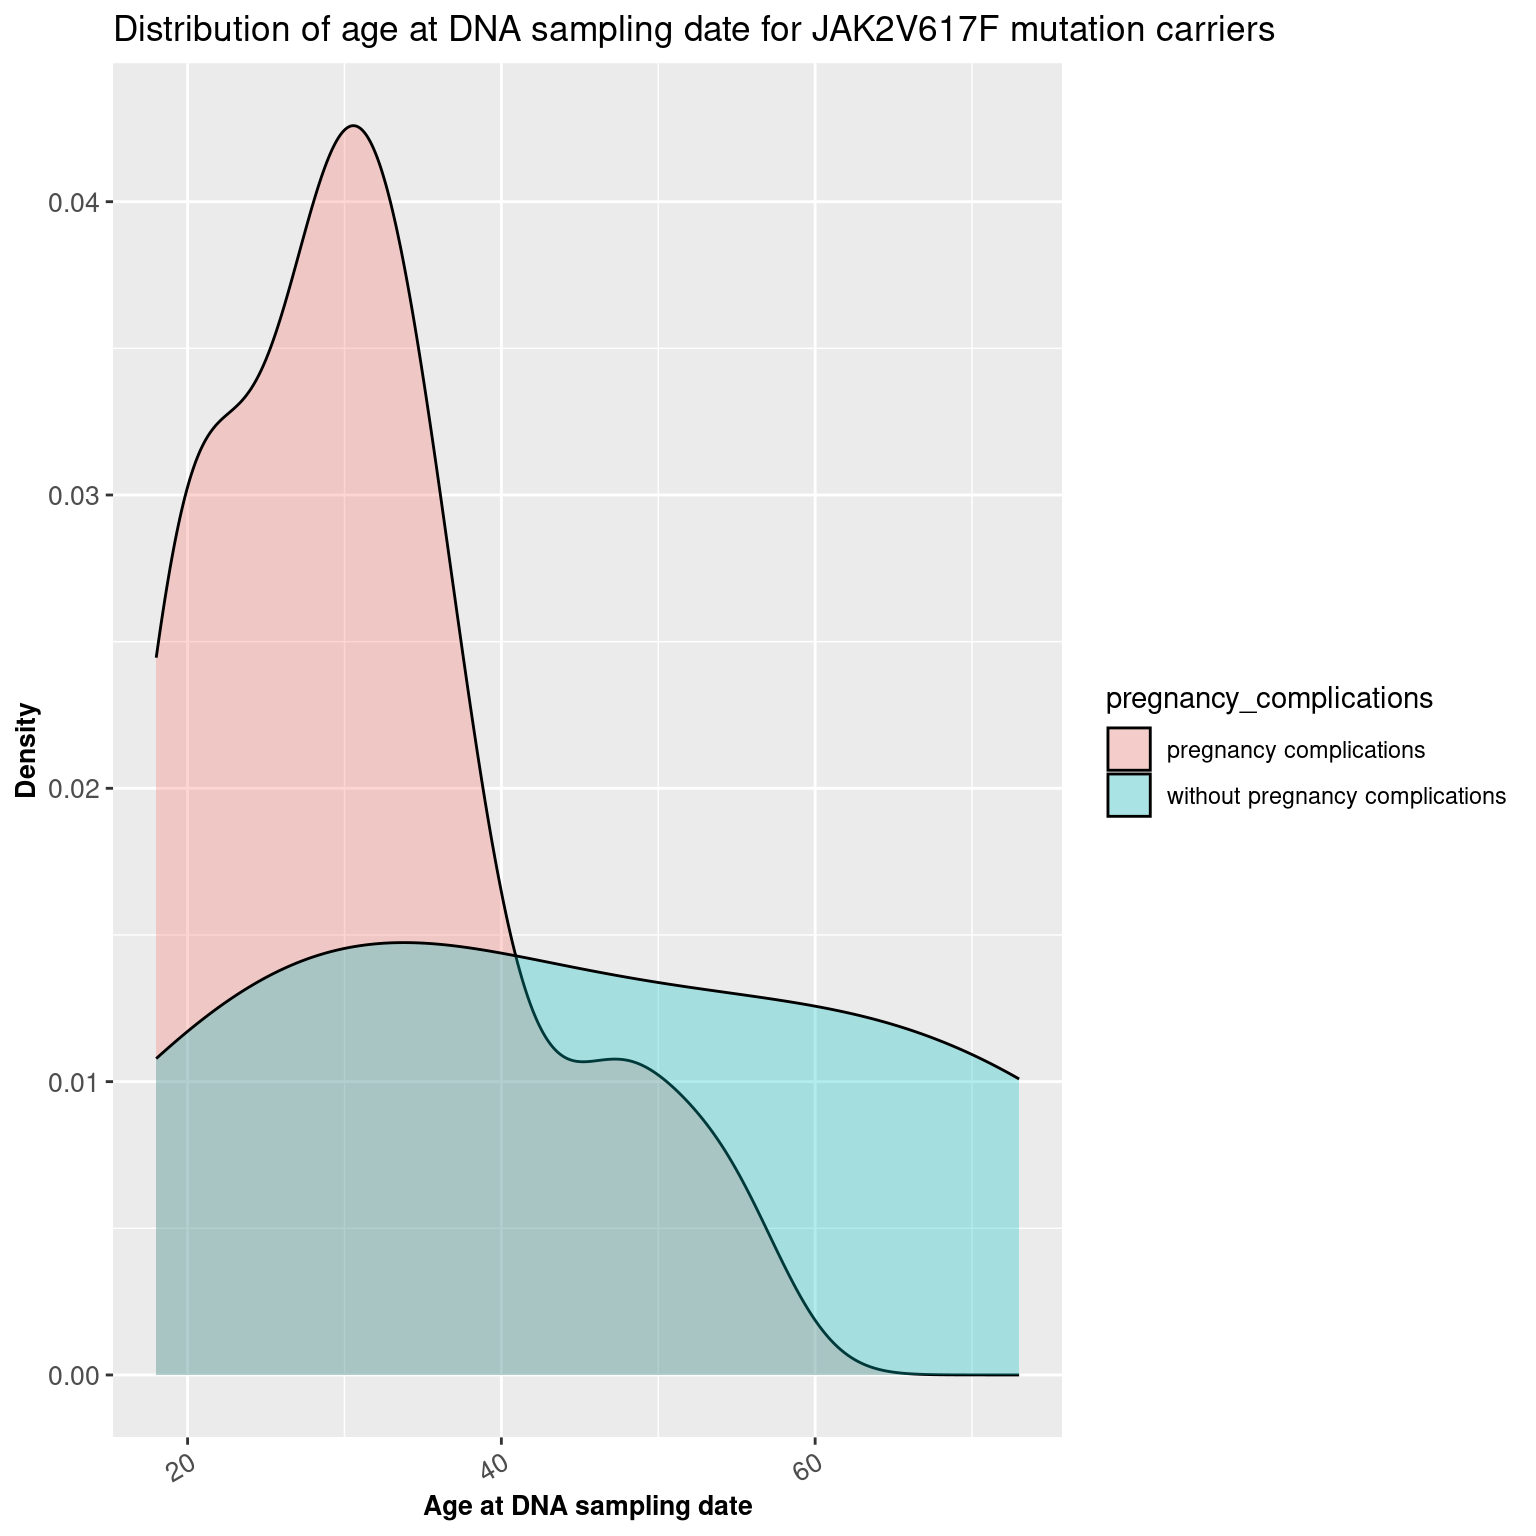 Distribution of age at DNA sampling date for JAK2V617F mutation carriers
0.04
0.03
0.02
0.01
0.00
Density
20
40
60
Age at DNA sampling date
pregnancy_complications
pregnancy complications
without pregnancy complications